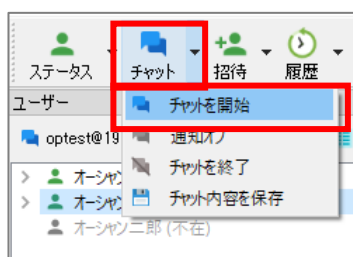 ステータス チャット 招待 履歴
ユーザー
チャットを開始
optest@19 通知オフ
オーシャン チャットを終了
オーシャン チャット内容を保存
オーシャン二郎 (不在)